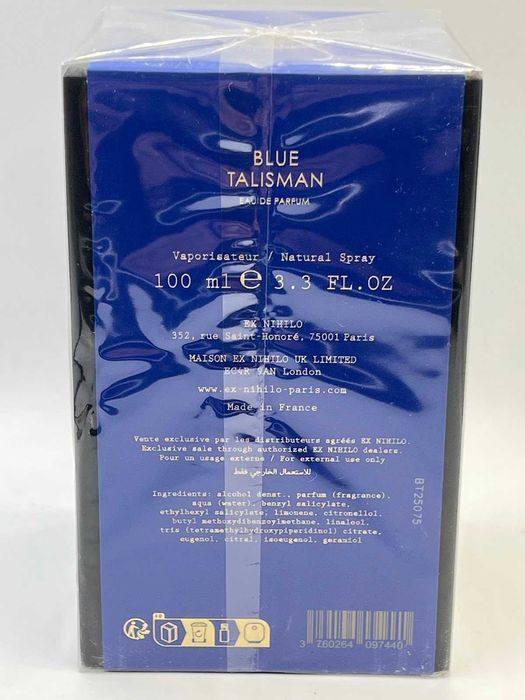 BLUE
TALISMAN
EAU DE PARFUM
Vaporisateur / Natural Spray
100 ml e 3.3 FL.OZ
EX NIHILO
352, rue Saint-Honoré, 75001 Paris
MAISON EX NIHILO UK LIMITED
EC4R 9AN London
www.ex-nihilo-paris.com
Made in France
Vente exclusive par les distributeurs agréés EX NIHILO.
Exclusive sale through authorized EX NIHILO dealers.
Pour un usage externe / For external use only
للاستعمال الخارجي فقط
Ingredients: alcohol denat., parfum (fragrance),
aqua (water), benzyl salicylate,
ethylhexyl salicylate, limonene, citronellol,
butyl methoxydibenzoylmethane, linalool,
tris (tetramethylhydroxypiperidinol) citrate,
eugenol, citral, isoeugenol, geraniol
BT25075
3 760264 097440